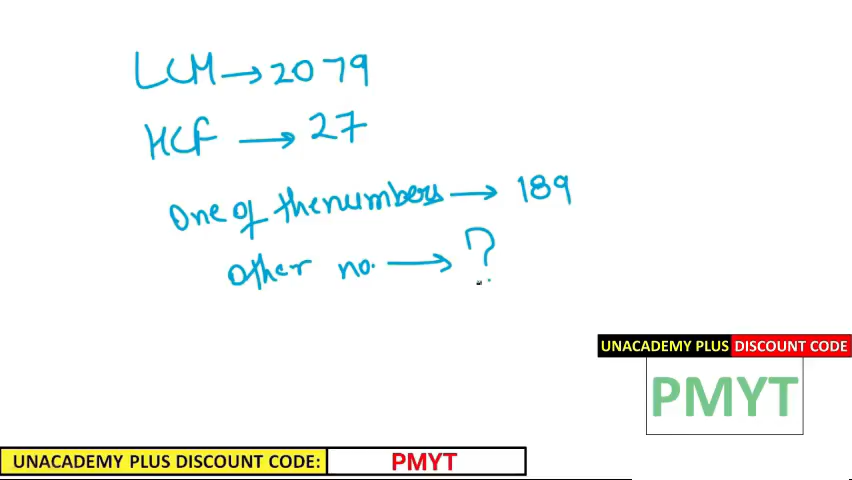 LCM → 2079
HCF → 27
One of the numbers → 189
Other no. → ?
UNACADEMY PLUS DISCOUNT CODE
PMYT
UNACADEMY PLUS DISCOUNT CODE: PMYT